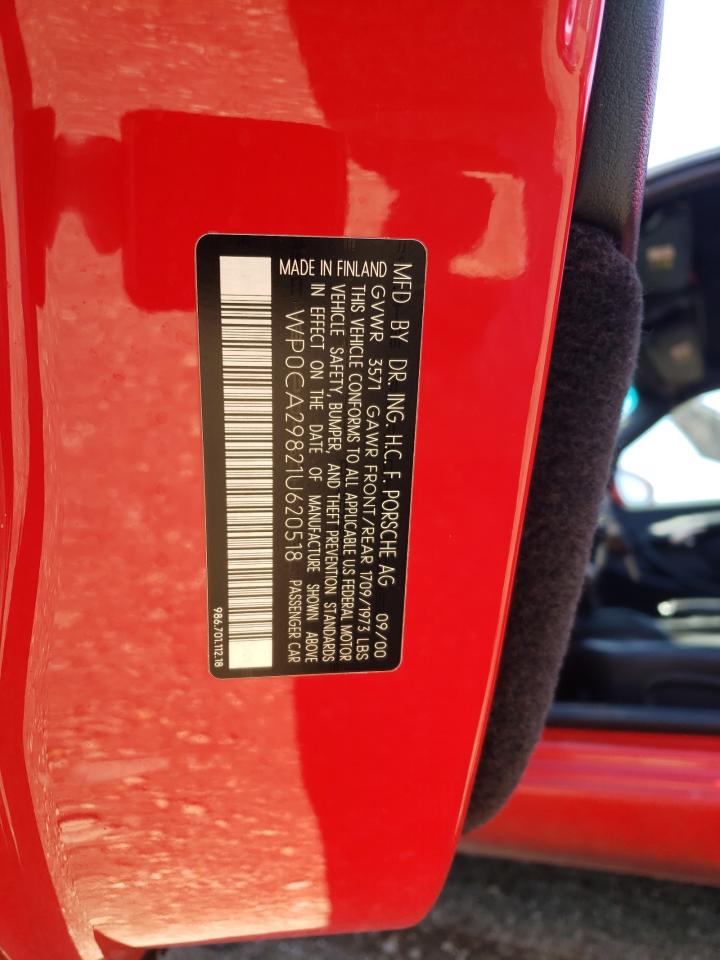 MFD BY DR. ING. H.C. F. PORSCHE AG 09/00
GVWR 3571 GAWR FRONT/REAR 1709/1973 LBS
THIS VEHICLE CONFORMS TO ALL APPLICABLE US FEDERAL MOTOR
VEHICLE SAFETY, BUMPER, AND THEFT PREVENTION STANDARDS
IN EFFECT ON THE DATE OF MANUFACTURE SHOWN ABOVE
MADE IN FINLAND
WP0CA29821U620518
PASSENGER CAR
986.701.112.18